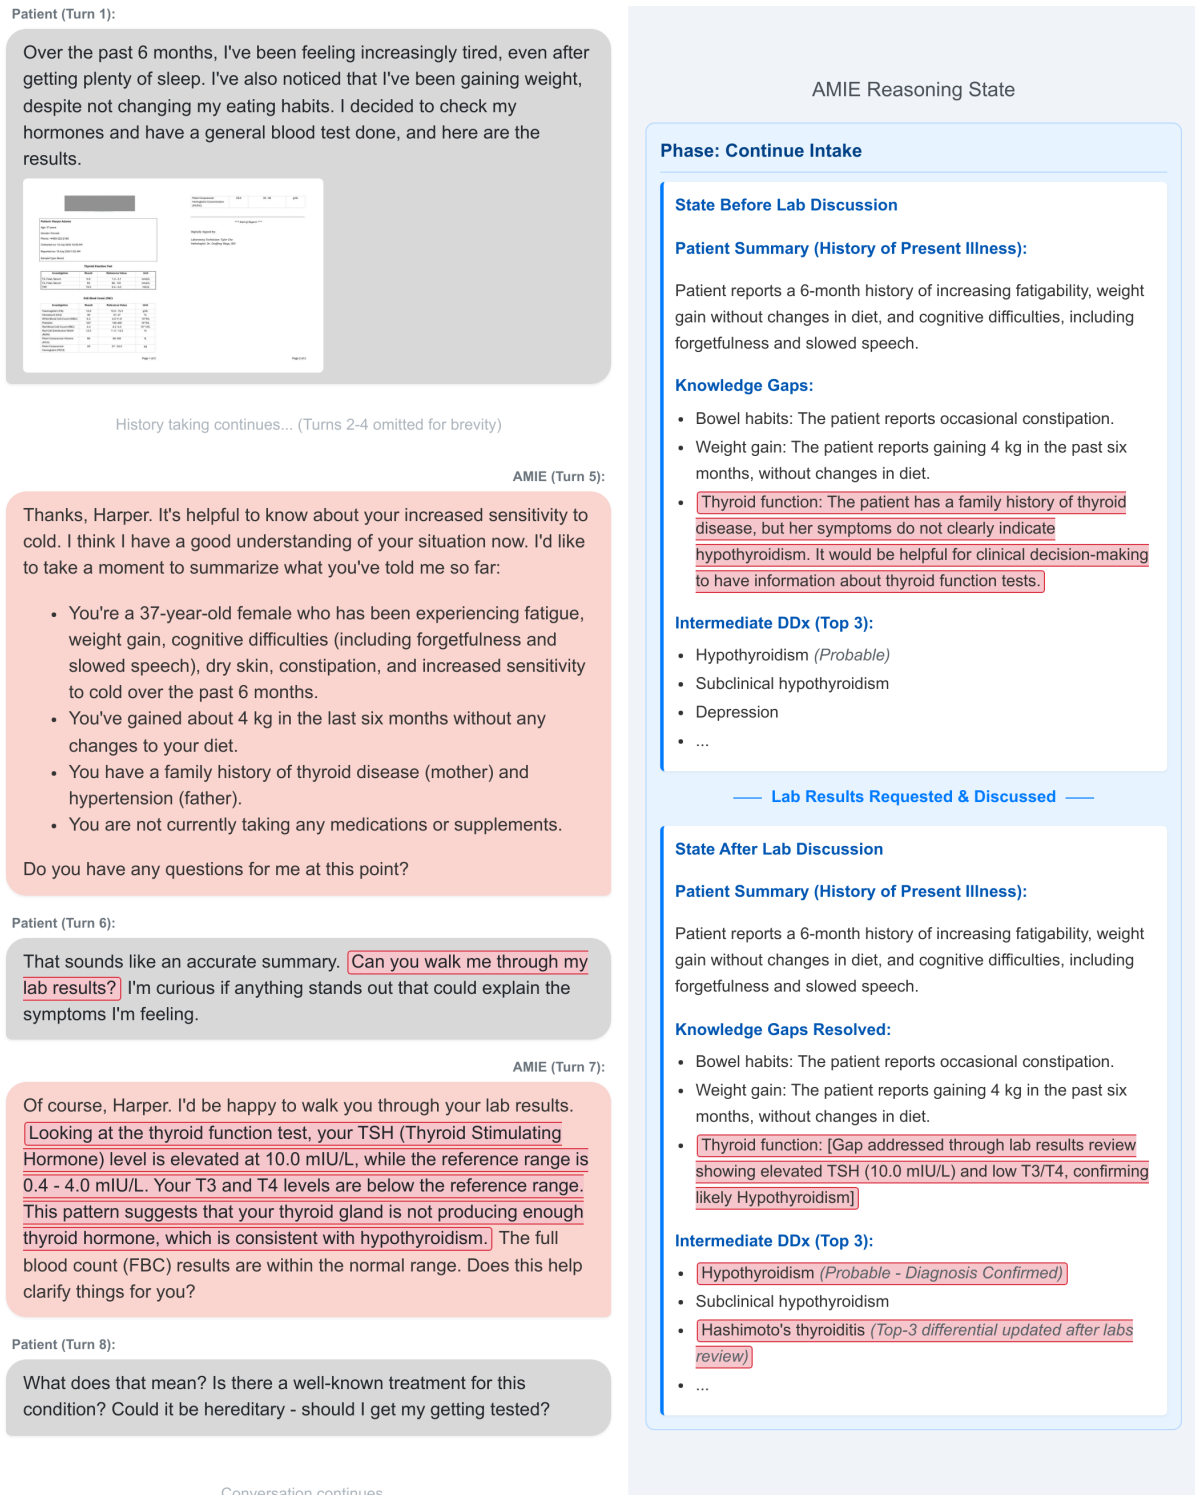 Patient (Turn 1):
Over the past 6 months, I've been feeling increasingly tired, even after
getting plenty of sleep. I've also noticed that I've been gaining weight,
despite not changing my eating habits. I decided to check my
hormones and have a general blood test done, and here are the
results.
Thyroid Function Test
Full Blood Count (FBC)
Page 1 of 2
*** End of Report ***
Page 2 of 2
History taking continues... (Turns 2-4 omitted for brevity)
AMIE (Turn 5):
Thanks, Harper. It's helpful to know about your increased sensitivity to
cold. I think I have a good understanding of your situation now. I'd like
to take a moment to summarize what you've told me so far:
• You're a 37-year-old female who has been experiencing fatigue,
weight gain, cognitive difficulties (including forgetfulness and
slowed speech), dry skin, constipation, and increased sensitivity
to cold over the past 6 months.
• You've gained about 4 kg in the last six months without any
changes to your diet.
• You have a family history of thyroid disease (mother) and
hypertension (father).
• You are not currently taking any medications or supplements.
Do you have any questions for me at this point?
Patient (Turn 6):
That sounds like an accurate summary. Can you walk me through my
lab results? I'm curious if anything stands out that could explain the
symptoms I'm feeling.
AMIE (Turn 7):
Of course, Harper. I'd be happy to walk you through your lab results.
Looking at the thyroid function test, your TSH (Thyroid Stimulating
Hormone) level is elevated at 10.0 mIU/L, while the reference range is
0.4 - 4.0 mIU/L. Your T3 and T4 levels are below the reference range.
This pattern suggests that your thyroid gland is not producing enough
thyroid hormone, which is consistent with hypothyroidism. The full
blood count (FBC) results are within the normal range. Does this help
clarify things for you?
Patient (Turn 8):
What does that mean? Is there a well-known treatment for this
condition? Could it be hereditary - should I get my getting tested?
Conversation continues
AMIE Reasoning State
Phase: Continue Intake
State Before Lab Discussion
Patient Summary (History of Present Illness):
Patient reports a 6-month history of increasing fatigability, weight
gain without changes in diet, and cognitive difficulties, including
forgetfulness and slowed speech.
Knowledge Gaps:
• Bowel habits: The patient reports occasional constipation.
• Weight gain: The patient reports gaining 4 kg in the past six
months, without changes in diet.
• Thyroid function: The patient has a family history of thyroid
disease, but her symptoms do not clearly indicate
hypothyroidism. It would be helpful for clinical decision-making
to have information about thyroid function tests.
Intermediate DDx (Top 3):
• Hypothyroidism (Probable)
• Subclinical hypothyroidism
• Depression
• ...
Lab Results Requested & Discussed
State After Lab Discussion
Patient Summary (History of Present Illness):
Patient reports a 6-month history of increasing fatigability, weight
gain without changes in diet, and cognitive difficulties, including
forgetfulness and slowed speech.
Knowledge Gaps Resolved:
• Bowel habits: The patient reports occasional constipation.
• Weight gain: The patient reports gaining 4 kg in the past six
months, without changes in diet.
• Thyroid function: [Gap addressed through lab results review
showing elevated TSH (10.0 mIU/L) and low T3/T4, confirming
likely Hypothyroidism]
Intermediate DDx (Top 3):
• Hypothyroidism (Probable - Diagnosis Confirmed)
• Subclinical hypothyroidism
• Hashimoto's thyroiditis (Top-3 differential updated after labs
review)
• ...